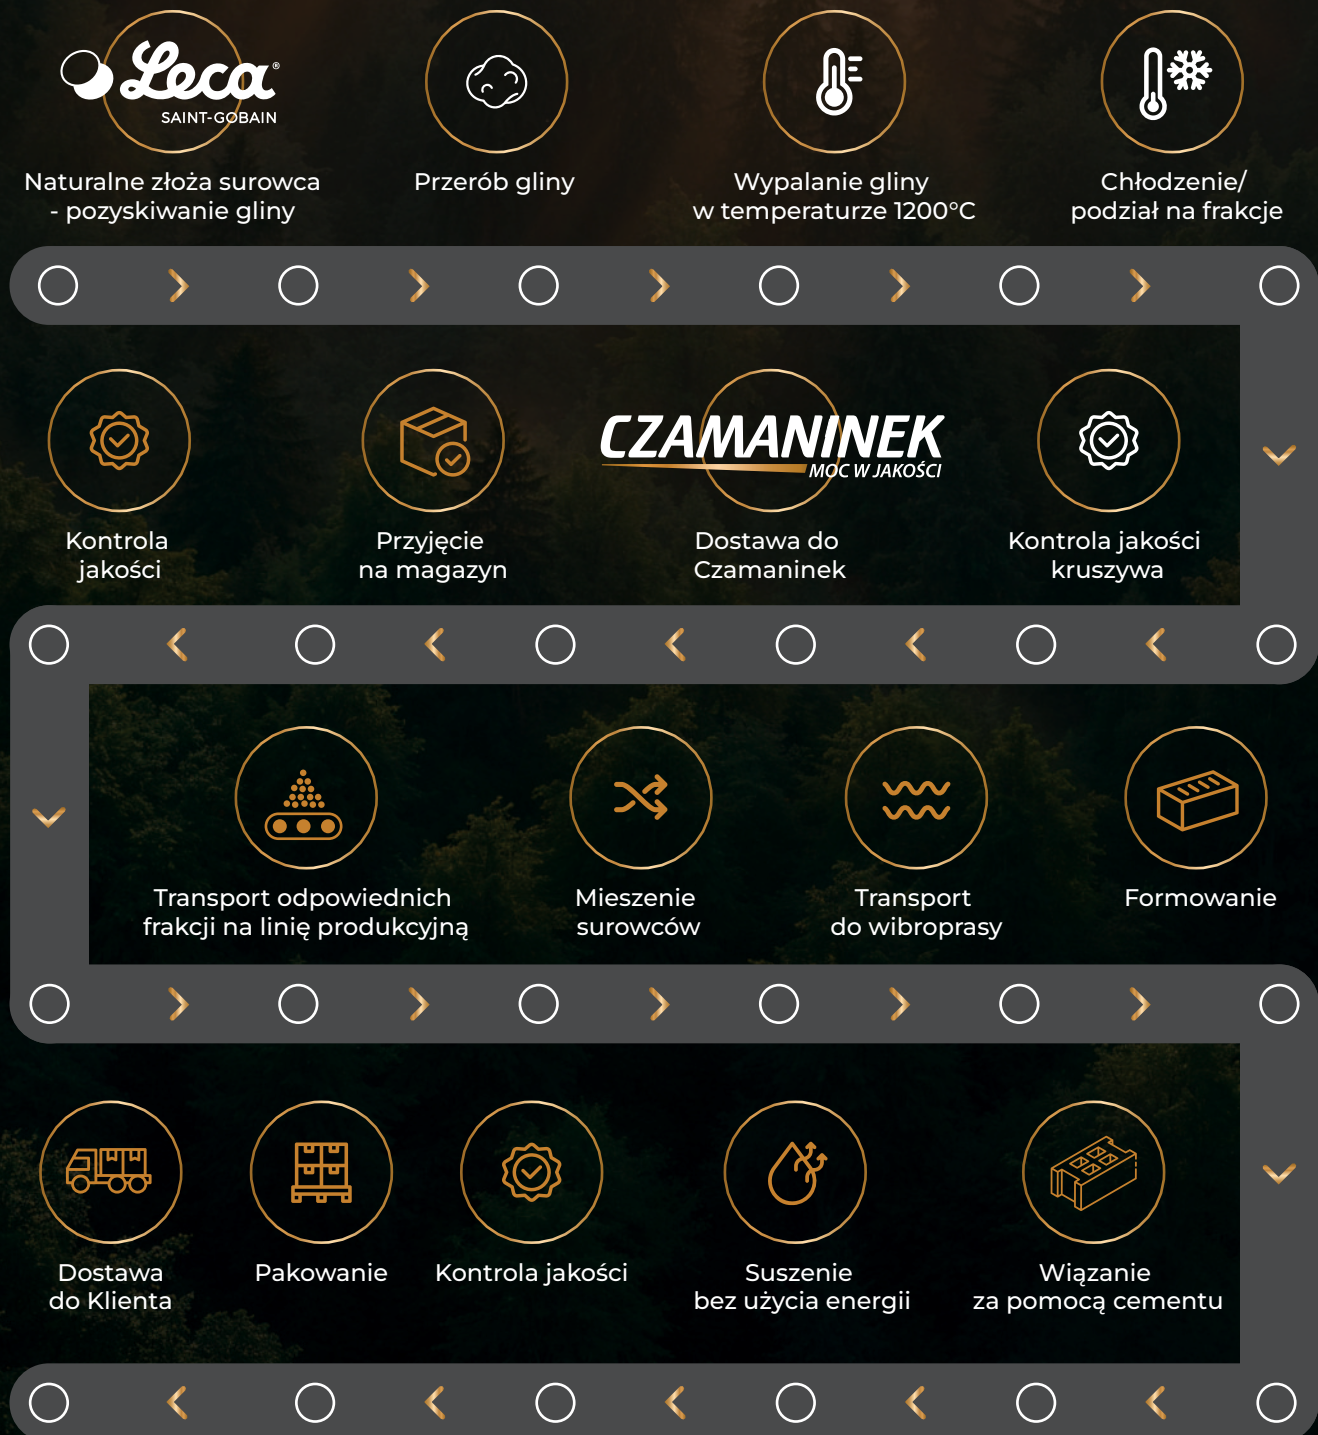 Leca®
SAINT-GOBAIN
Naturalne złoża surowca
- pozyskiwanie gliny
Przerób gliny
Wypalanie gliny
w temperaturze 1200°C
Chłodzenie/
podział na frakcje
Kontrola
jakości
Przyjęcie
na magazyn
CZAMANINEK
MOC W JAKOŚCI
Dostawa do
Czamaninek
Kontrola jakości
kruszywa
Transport odpowiednich
frakcji na linię produkcyjną
Mieszenie
surowców
Transport
do wibroprasy
Formowanie
Dostawa
do Klienta
Pakowanie
Kontrola jakości
Suszenie
bez użycia energii
Wiązanie
za pomocą cementu